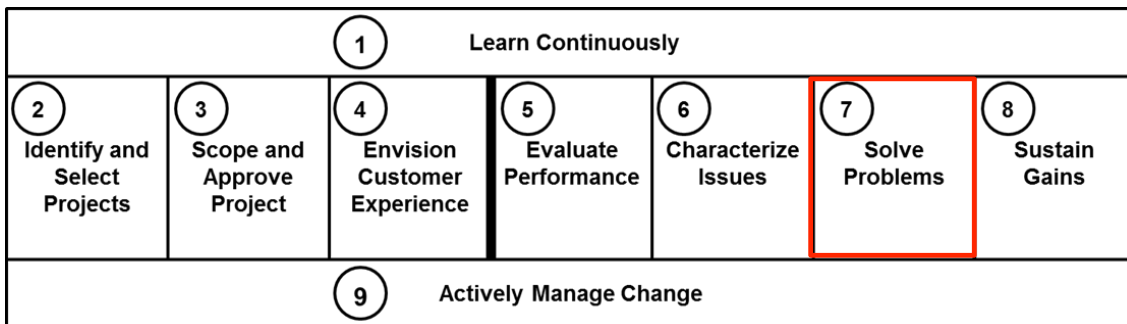 1 Learn Continuously
2
Identify and
Select
Projects
3
Scope and
Approve
Project
4
Envision
Customer
Experience
5
Evaluate
Performance
6
Characterize
Issues
7
Solve
Problems
8
Sustain
Gains
9 Actively Manage Change